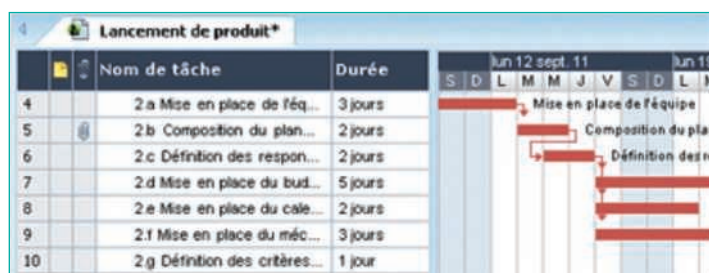 Lancement de produit*
Nom de tâche Durée
lun 12 sept. 11 lun 19
S D L M M J V S D L M
4 2.a Mise en place de l'éq... 3 jours Mise en place de l'équipe
5 2.b Composition du plan... 2 jours Composition du pla
6 2.c Définition des respon... 2 jours Définition des r
7 2.d Mise en place du bud... 5 jours
8 2.e Mise en place du cale... 2 jours
9 2.f Mise en place du méc... 3 jours
10 2.g Définition des critères... 1 jour